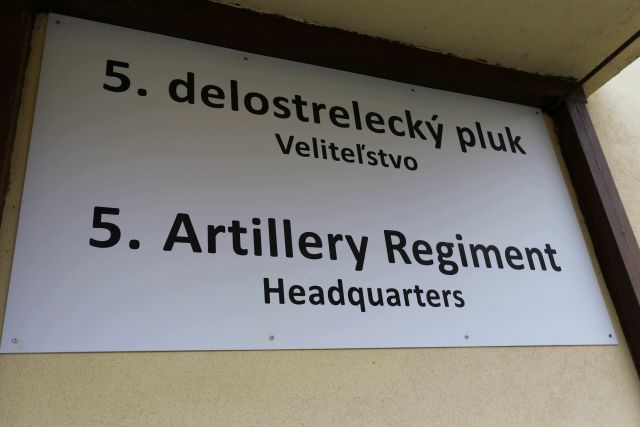 5. delostrelecký pluk
Veliteľstvo
5. Artillery Regiment
Headquarters